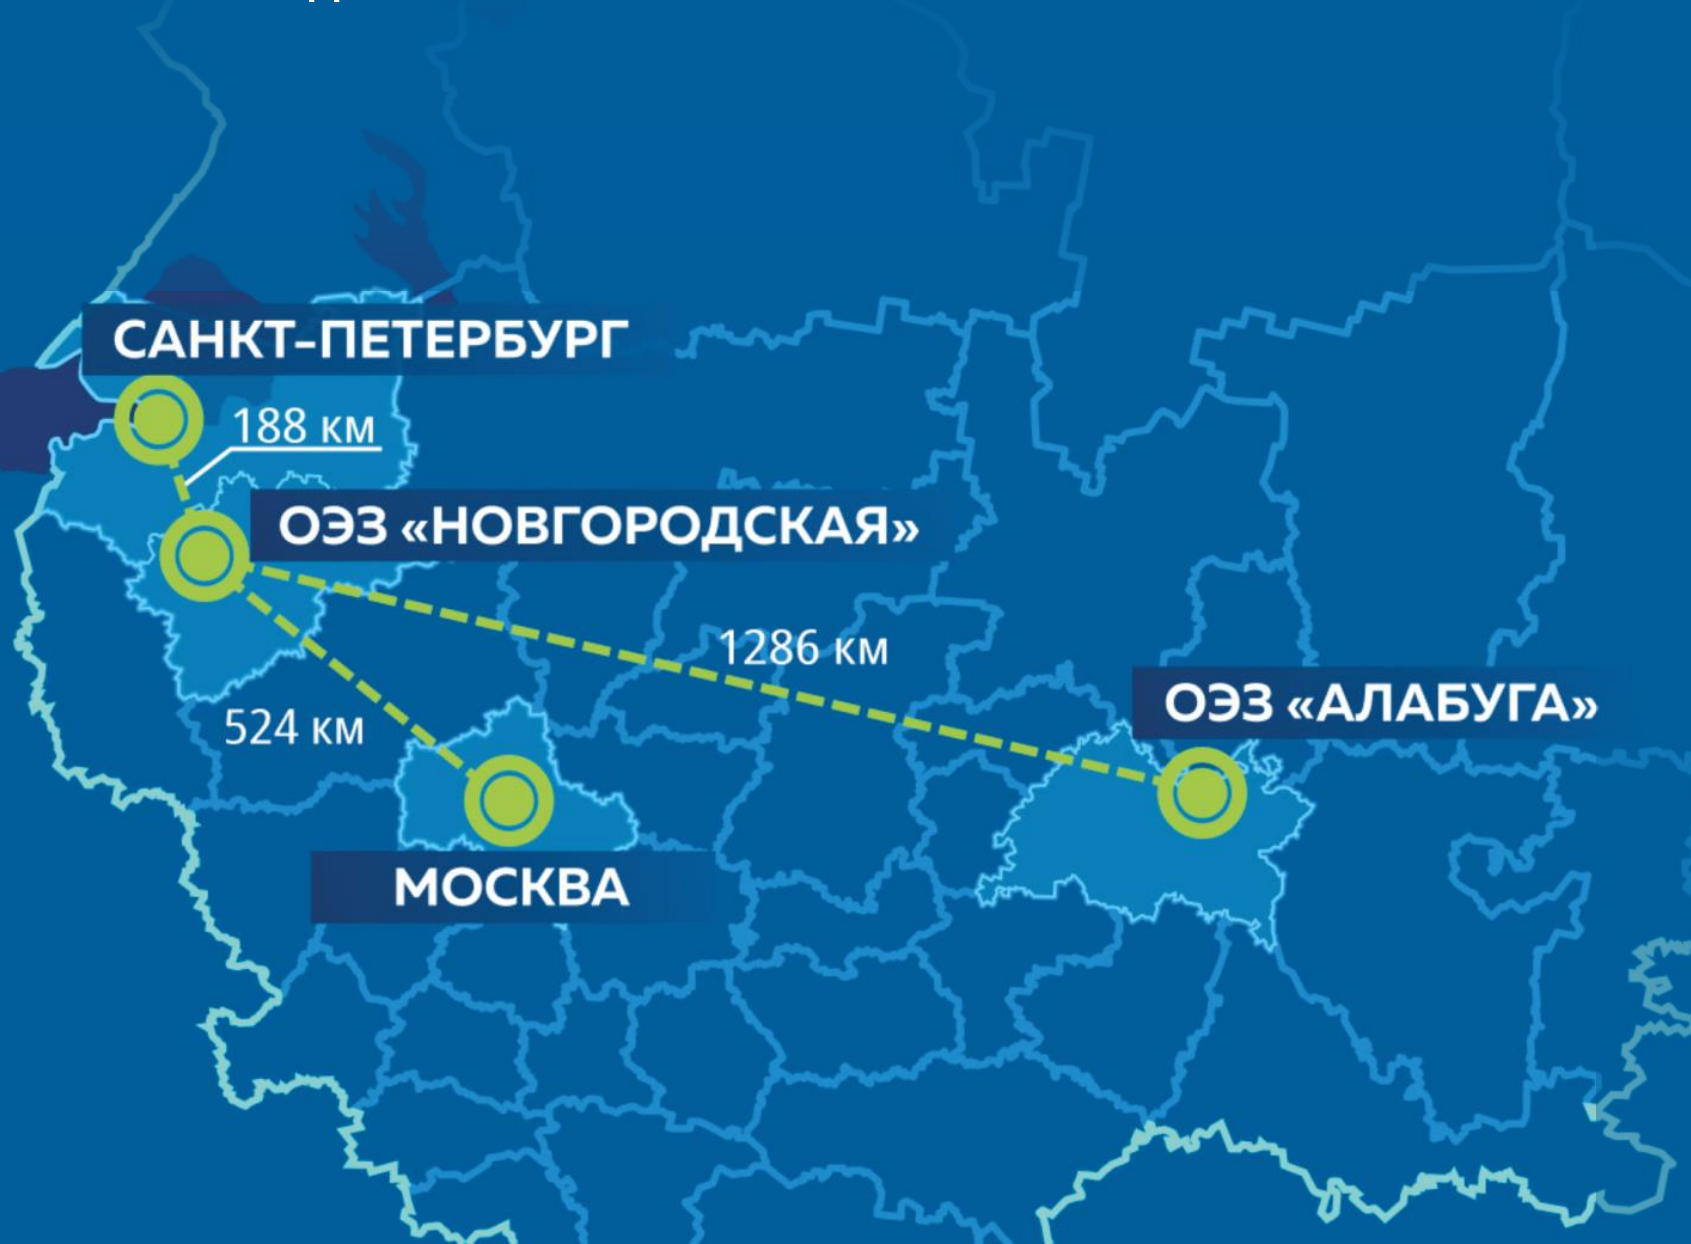 САНКТ-ПЕТЕРБУРГ
188 км
ОЭЗ «НОВГОРОДСКАЯ»
1286 км
ОЭЗ «АЛАБУГА»
524 км
МОСКВА